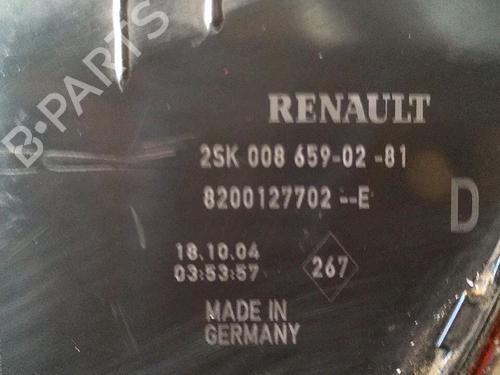 B-PARTS
RENAULT
2SK 008 659-02 -81
8200127702 --E
D
18.10.04
03:53:57
267
MADE IN
GERMANY